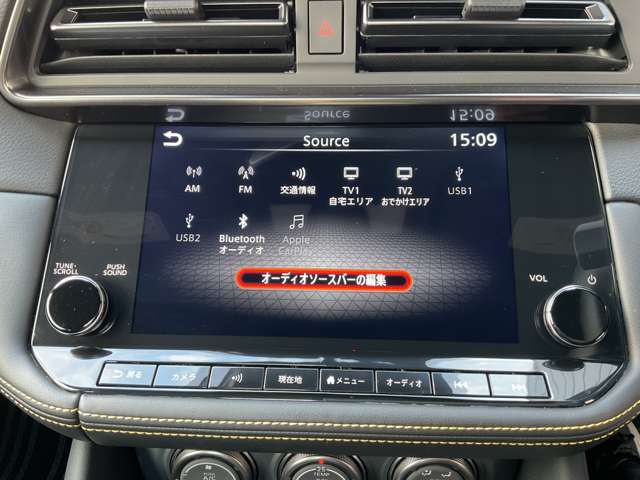 Source 15:09
AM FM 交通情報 TV1 TV2 USB1
自宅エリア おでかけエリア
USB2 Bluetooth Apple
オーディオ CarPlay
オーディオソースバーの編集
TUNE· PUSH
SCROLL SOUND
VOL
戻る カメラ 現在地 メニュー オーディオ
25
TEMP